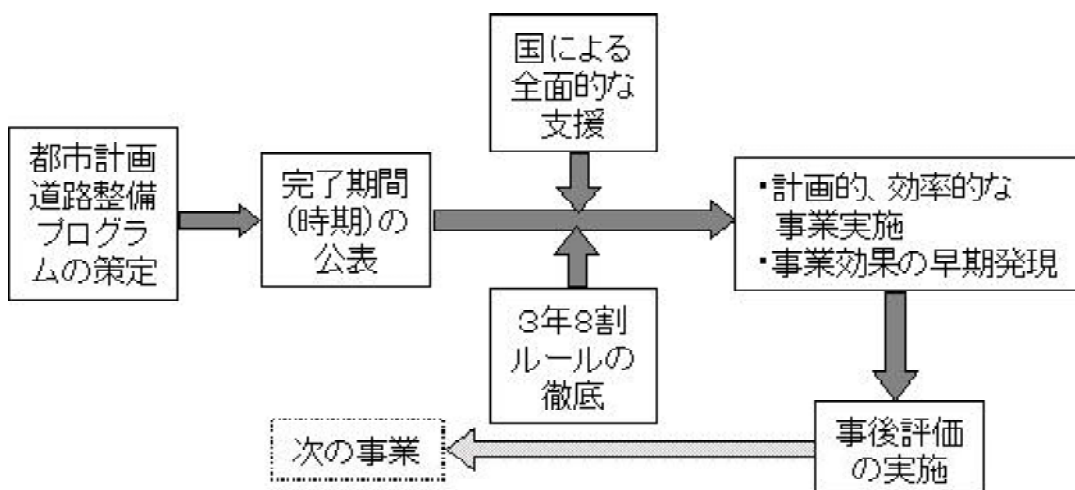 国による
全面的な
支援
都市計画
道路整備
プログラ
ムの策定
完了期間
(時期)の
公表
・計画的、効率的な
事業実施
・事業効果の早期発現
3年8割
ルールの
徹底
事後評価
の実施
次の事業